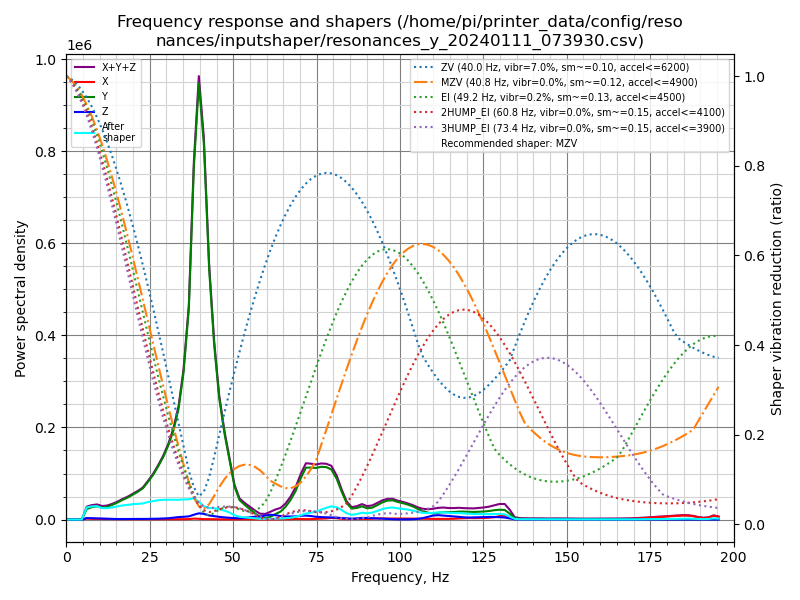 Frequency response and shapers (/home/pi/printer_data/config/reso
nances/inputshaper/resonances_y_20240111_073930.csv)
1e6
X+Y+Z
X
Y
Z
After
shaper
ZV (40.0 Hz, vibr=7.0%, sm~=0.10, accel<=6200)
MZV (40.8 Hz, vibr=0.0%, sm~=0.12, accel<=4900)
EI (49.2 Hz, vibr=0.2%, sm~=0.13, accel<=4500)
2HUMP_EI (60.8 Hz, vibr=0.0%, sm~=0.15, accel<=4100)
3HUMP_EI (73.4 Hz, vibr=0.0%, sm~=0.15, accel<=3900)
Recommended shaper: MZV
Power spectral density
1.0
0.8
0.6
0.4
0.2
0.0
1.0
0.8
0.6
0.4
0.2
0.0
Shaper vibration reduction (ratio)
0 25 50 75 100 125 150 175 200
Frequency, Hz